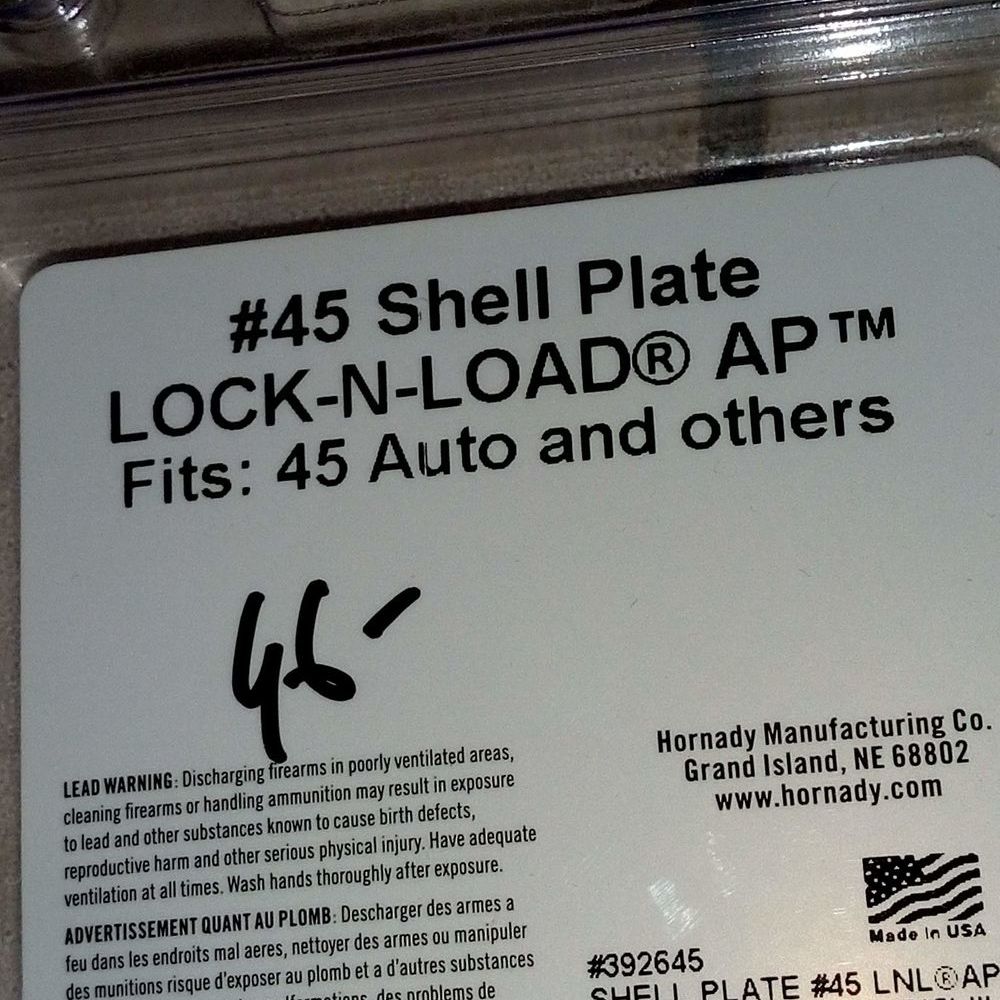 #45 Shell Plate
LOCK-N-LOAD® AP™
Fits: 45 Auto and others
LEAD WARNING: Discharging firearms in poorly ventilated areas,
cleaning firearms or handling ammunition may result in exposure
to lead and other substances known to cause birth defects,
reproductive harm and other serious physical injury. Have adequate
ventilation at all times. Wash hands thoroughly after exposure.
ADVERTISSEMENT QUANT AU PLOMB: Descharger des armes a
feu dans les endroits mal aeres, nettoyer des armes ou manipuler
des munitions risque d'exposer au plomb et a d'autres substances
des problems de
Hornady Manufacturing Co.
Grand Island, NE 68802
www.hornady.com
Made In USA
#392645
SHELL PLATE #45 LNL®AP